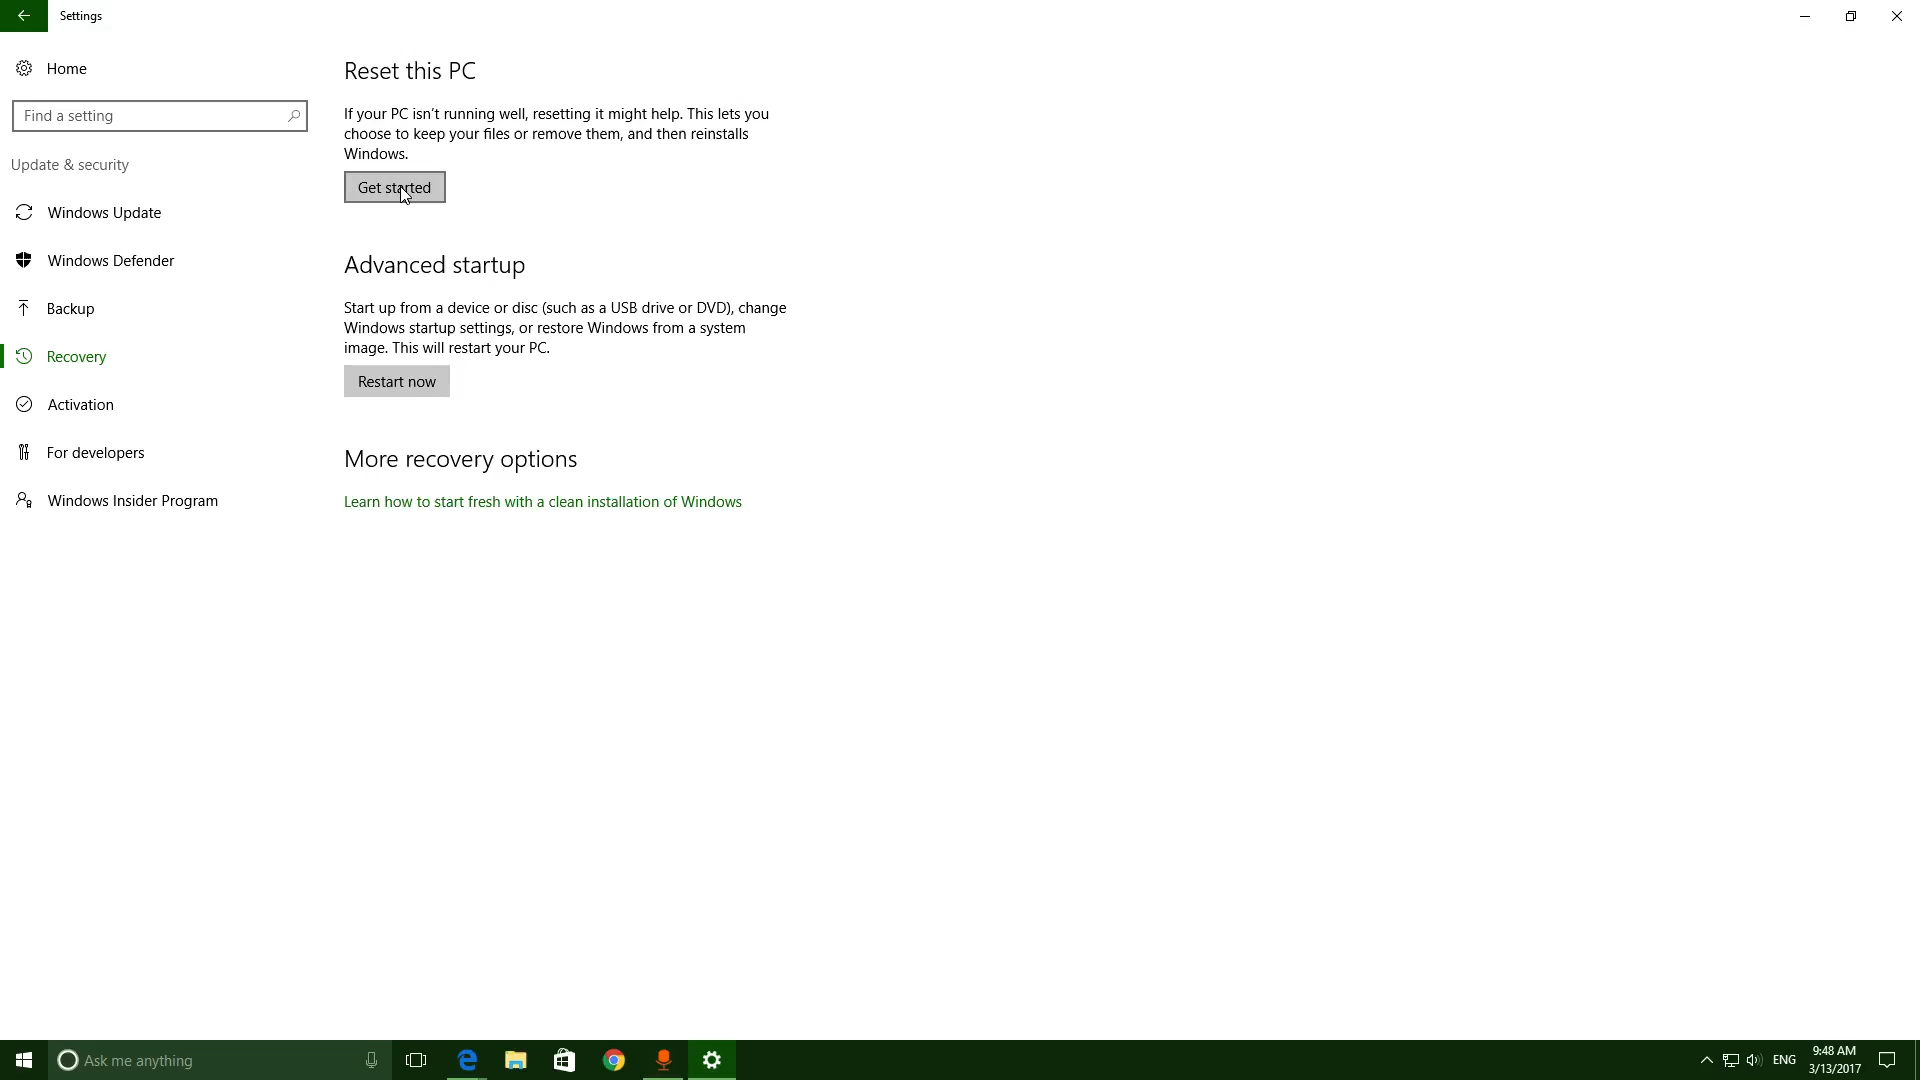 Settings
Home
Find a setting
Update & security
Windows Update
Windows Defender
Backup
Recovery
Activation
For developers
Windows Insider Program
Reset this PC
If your PC isn't running well, resetting it might help. This lets you
choose to keep your files or remove them, and then reinstalls
Windows.
Get started
Advanced startup
Start up from a device or disc (such as a USB drive or DVD), change
Windows startup settings, or restore Windows from a system
image. This will restart your PC.
Restart now
More recovery options
Learn how to start fresh with a clean installation of Windows
Ask me anything
ENG
9:48 AM
3/13/2017